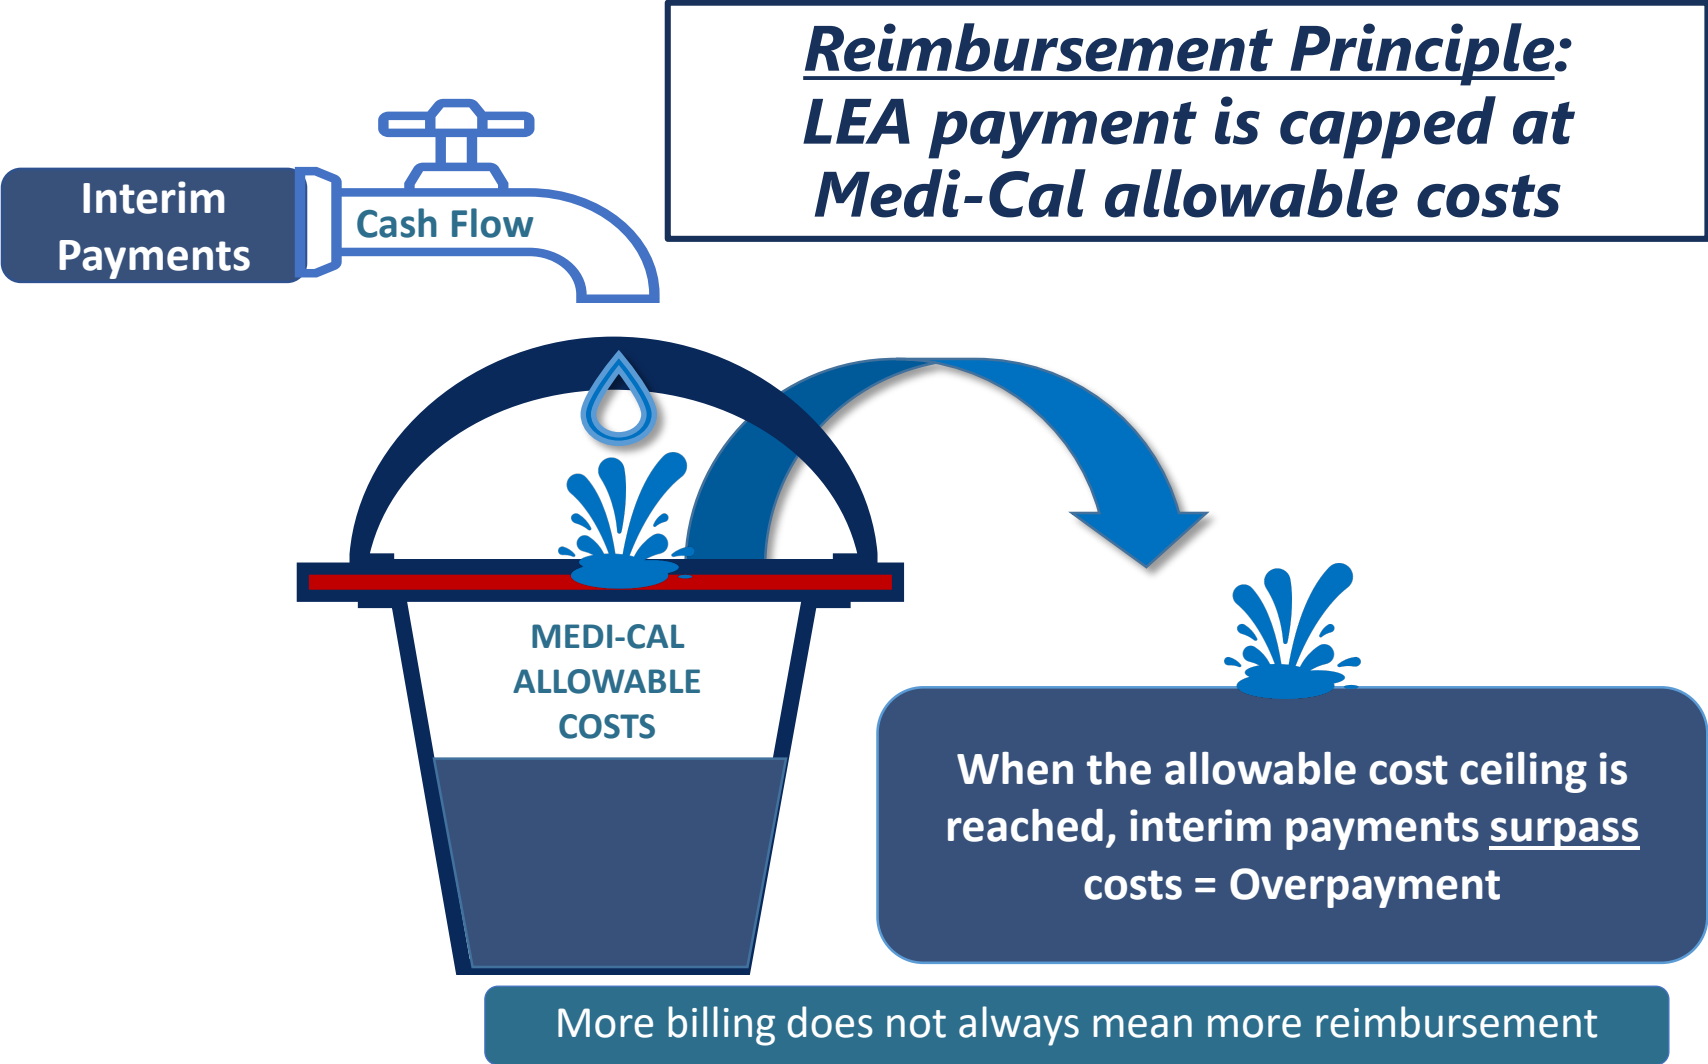 Reimbursement Principle:
LEA payment is capped at
Medi-Cal allowable costs
Interim
Payments
Cash Flow
MEDI-CAL
ALLOWABLE
COSTS
When the allowable cost ceiling is
reached, interim payments surpass
costs = Overpayment
More billing does not always mean more reimbursement